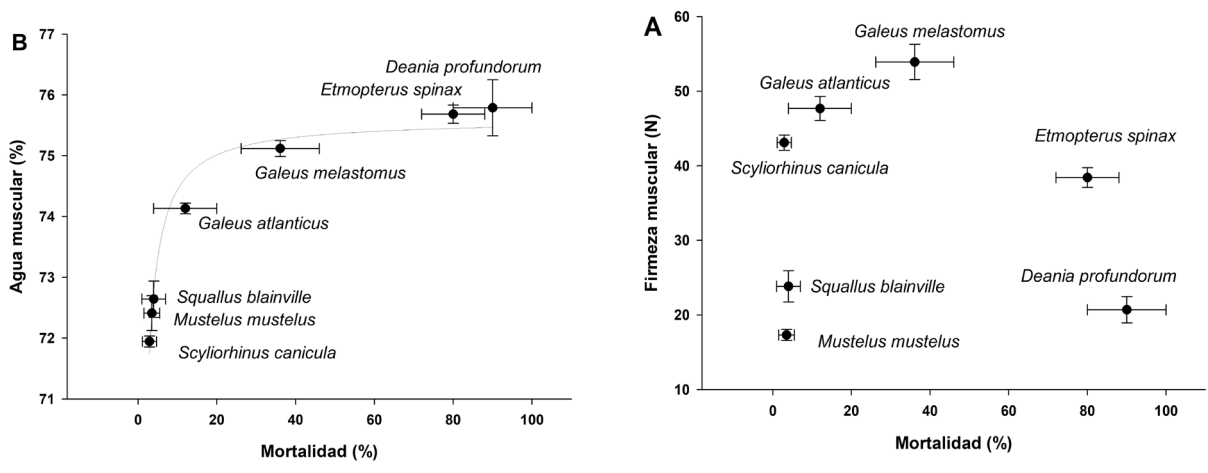 B
77
76
75
74
73
72
71
Agua muscular (%)
Deania profundorum
Etmopterus spinax
Galeus melastomus
Galeus atlanticus
Squallus blainville
Mustelus mustelus
Scyliorhinus canicula
0 20 40 60 80 100
Mortalidad (%)
A
60
50
40
30
20
10
Firmeza muscular (N)
Galeus melastomus
Galeus atlanticus
Etmopterus spinax
Scyliorhinus canicula
Deania profundorum
Squallus blainville
Mustelus mustelus
0 20 40 60 80 100
Mortalidad (%)